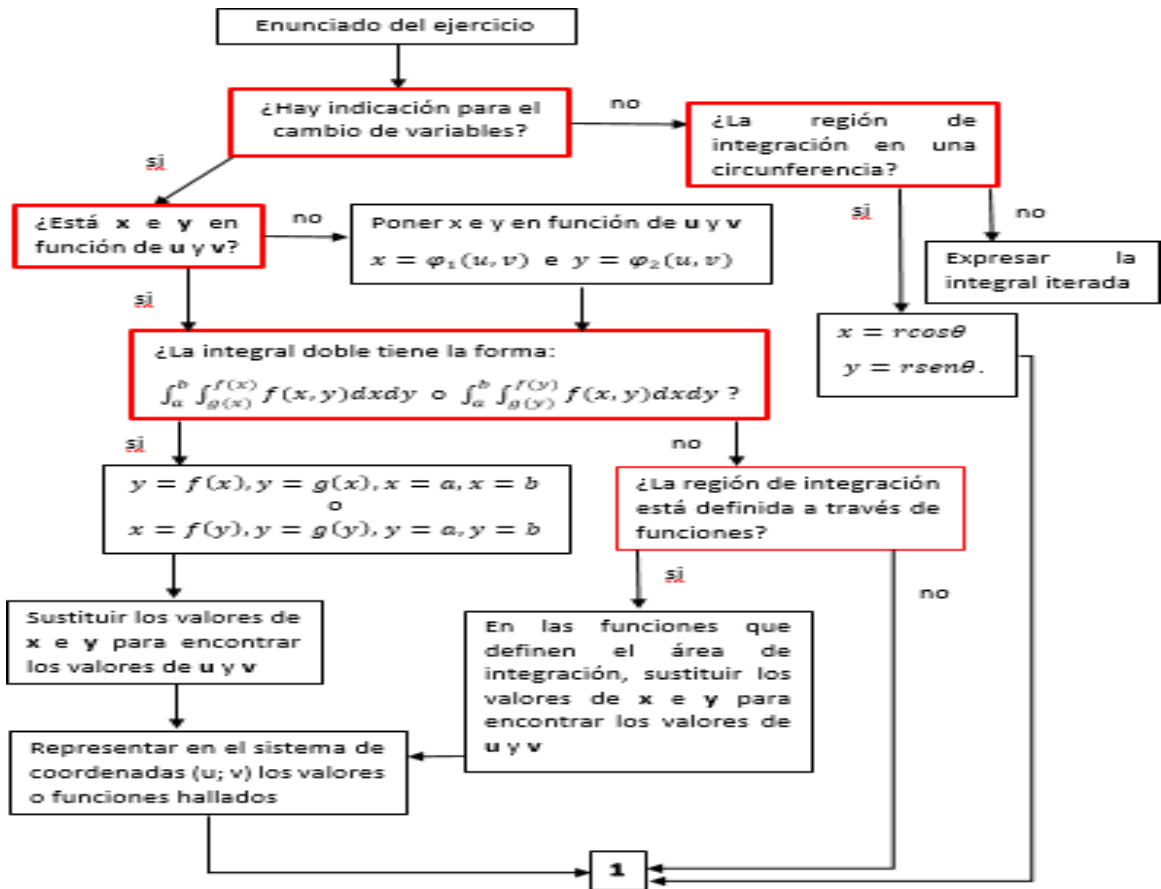 Enunciado del ejercicio
¿Hay indicación para el
cambio de variables?
no
¿La región de
integración en una
circunferencia?
si
¿Está x e y en
función de u y v?
no
Poner x e y en función de u y v
x = φ₁(u, v) e y = φ₂(u, v)
si
no
Expresar la
integral iterada
si
x = rcosθ
y = rsenθ.
¿La integral doble tiene la forma:
∫_a^b ∫_{g(x)}^{f(x)} f(x, y)dxdy o ∫_a^b ∫_{g(y)}^{f(y)} f(x, y)dxdy ?
si
no
y = f(x), y = g(x), x = a, x = b
o
x = f(y), y = g(y), y = a, y = b
¿La región de integración
está definida a través de
funciones?
si
no
Sustituir los valores de
x e y para encontrar
los valores de u y v
En las funciones que
definen el área de
integración, sustituir los
valores de x e y para
encontrar los valores de
u y v
Representar en el sistema de
coordenadas (u; v) los valores
o funciones hallados
1